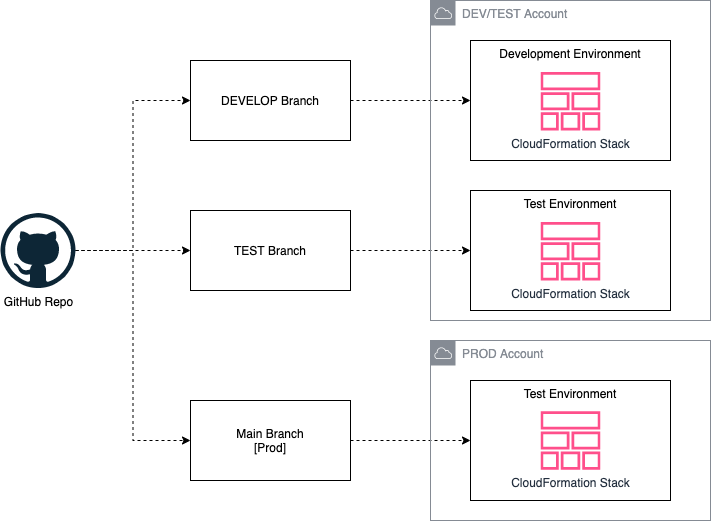 DEV/TEST Account
Development Environment
CloudFormation Stack
DEVELOP Branch
Test Environment
CloudFormation Stack
TEST Branch
GitHub Repo
PROD Account
Test Environment
CloudFormation Stack
Main Branch
[Prod]